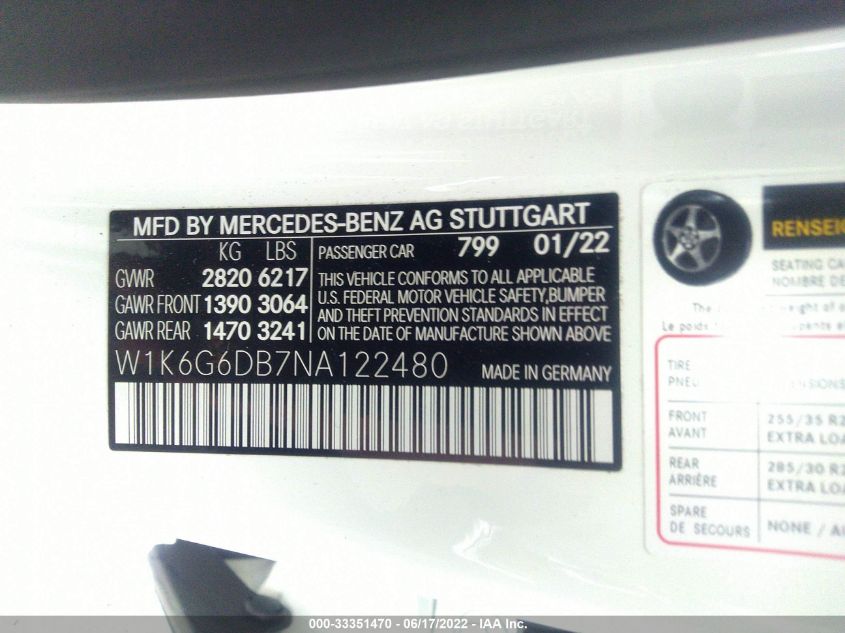 MFD BY MERCEDES-BENZ AG STUTTGART
KG LBS
GVWR 2820 6217
GAWR FRONT 1390 3064
GAWR REAR 1470 3241
PASSENGER CAR 799 01/22
THIS VEHICLE CONFORMS TO ALL APPLICABLE
U.S. FEDERAL MOTOR VEHICLE SAFETY,BUMPER
AND THEFT PREVENTION STANDARDS IN EFFECT
ON THE DATE OF MANUFACTURE SHOWN ABOVE
W1K6G6DB7NA122480 MADE IN GERMANY
RENSEIG
SEATING CA
NOMBRE DE
The
Le poids
TIRE
PNEU
FRONT 255/35 R2
AVANT EXTRA LOA
REAR 285/30 R2
ARRIÈRE EXTRA LOA
SPARE
DE SECOURS NONE /
000-33351470 - 06/17/2022 - IAA Inc.